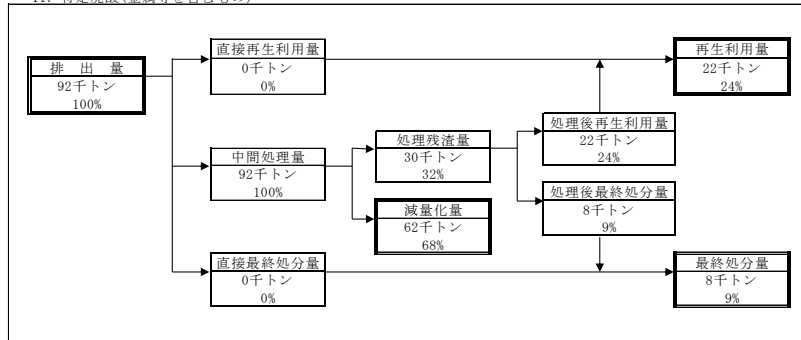 排出量
92千トン
100%
直接再生利用量
0千トン
0%
再生利用量
22千トン
24%
中間処理量
92千トン
100%
処理残渣量
30千トン
32%
処理後再生利用量
22千トン
24%
減量化量
62千トン
68%
処理後最終処分量
8千トン
9%
直接最終処分量
0千トン
0%
最終処分量
8千トン
9%